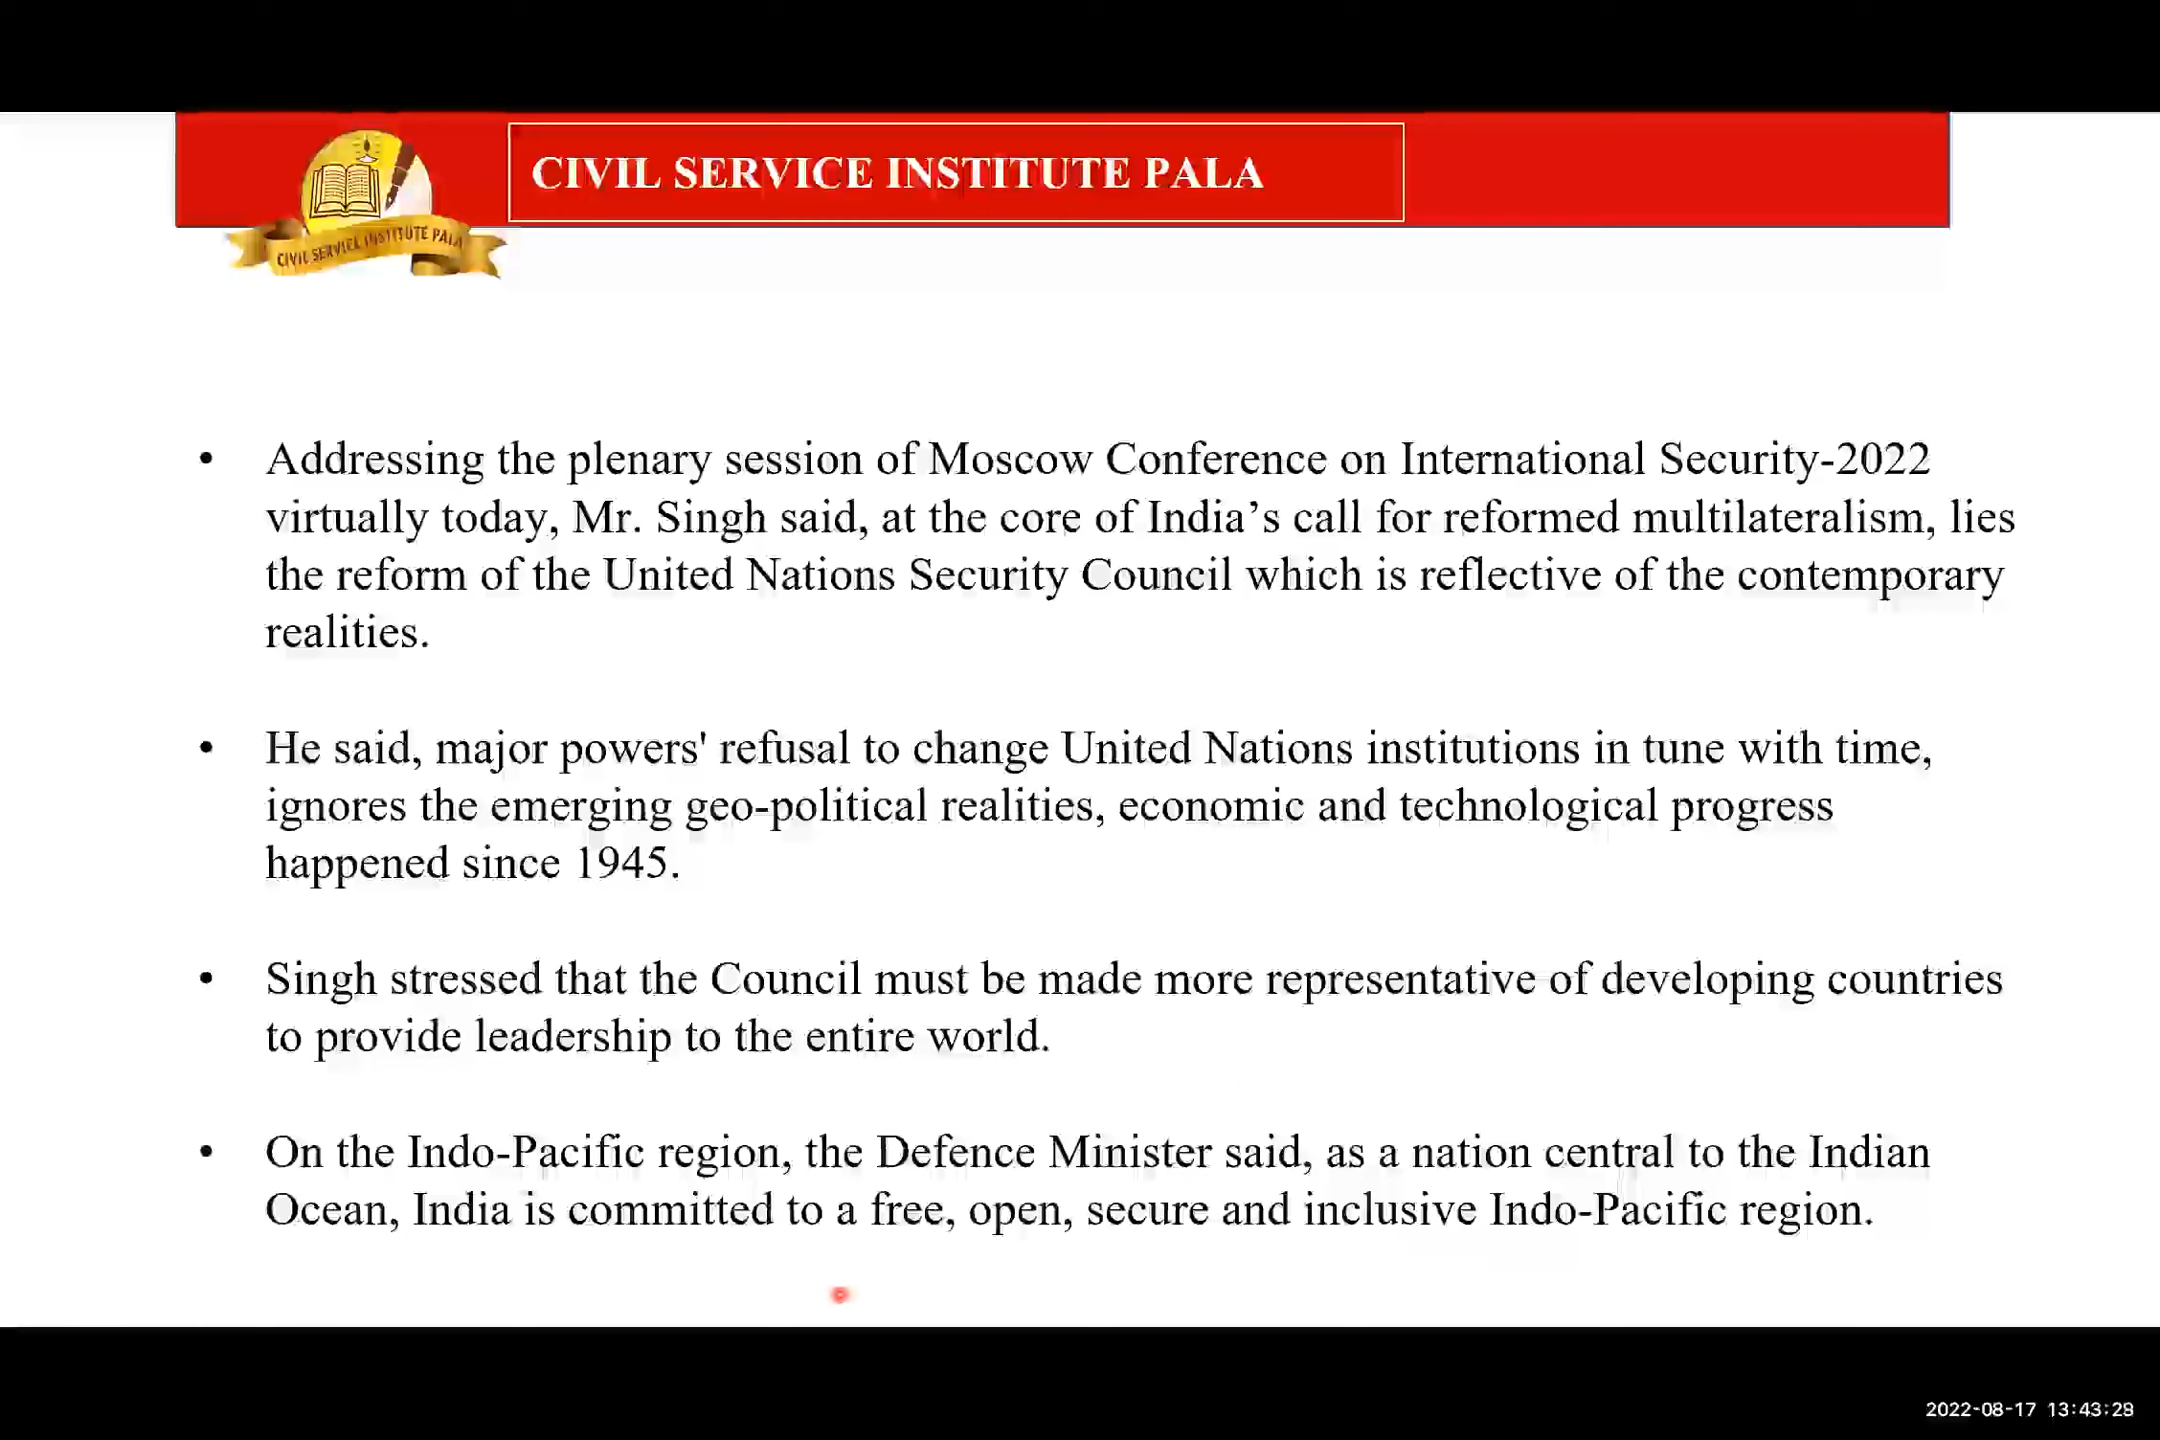 CIVIL SERVICE INSTITUTE PALA
CIVIL SERVICE INSTITUTE PALA
• Addressing the plenary session of Moscow Conference on International Security-2022
virtually today, Mr. Singh said, at the core of India’s call for reformed multilateralism, lies
the reform of the United Nations Security Council which is reflective of the contemporary
realities.
• He said, major powers' refusal to change United Nations institutions in tune with time,
ignores the emerging geo-political realities, economic and technological progress
happened since 1945.
• Singh stressed that the Council must be made more representative of developing countries
to provide leadership to the entire world.
• On the Indo-Pacific region, the Defence Minister said, as a nation central to the Indian
Ocean, India is committed to a free, open, secure and inclusive Indo-Pacific region.
2022-08-17 13:43:28